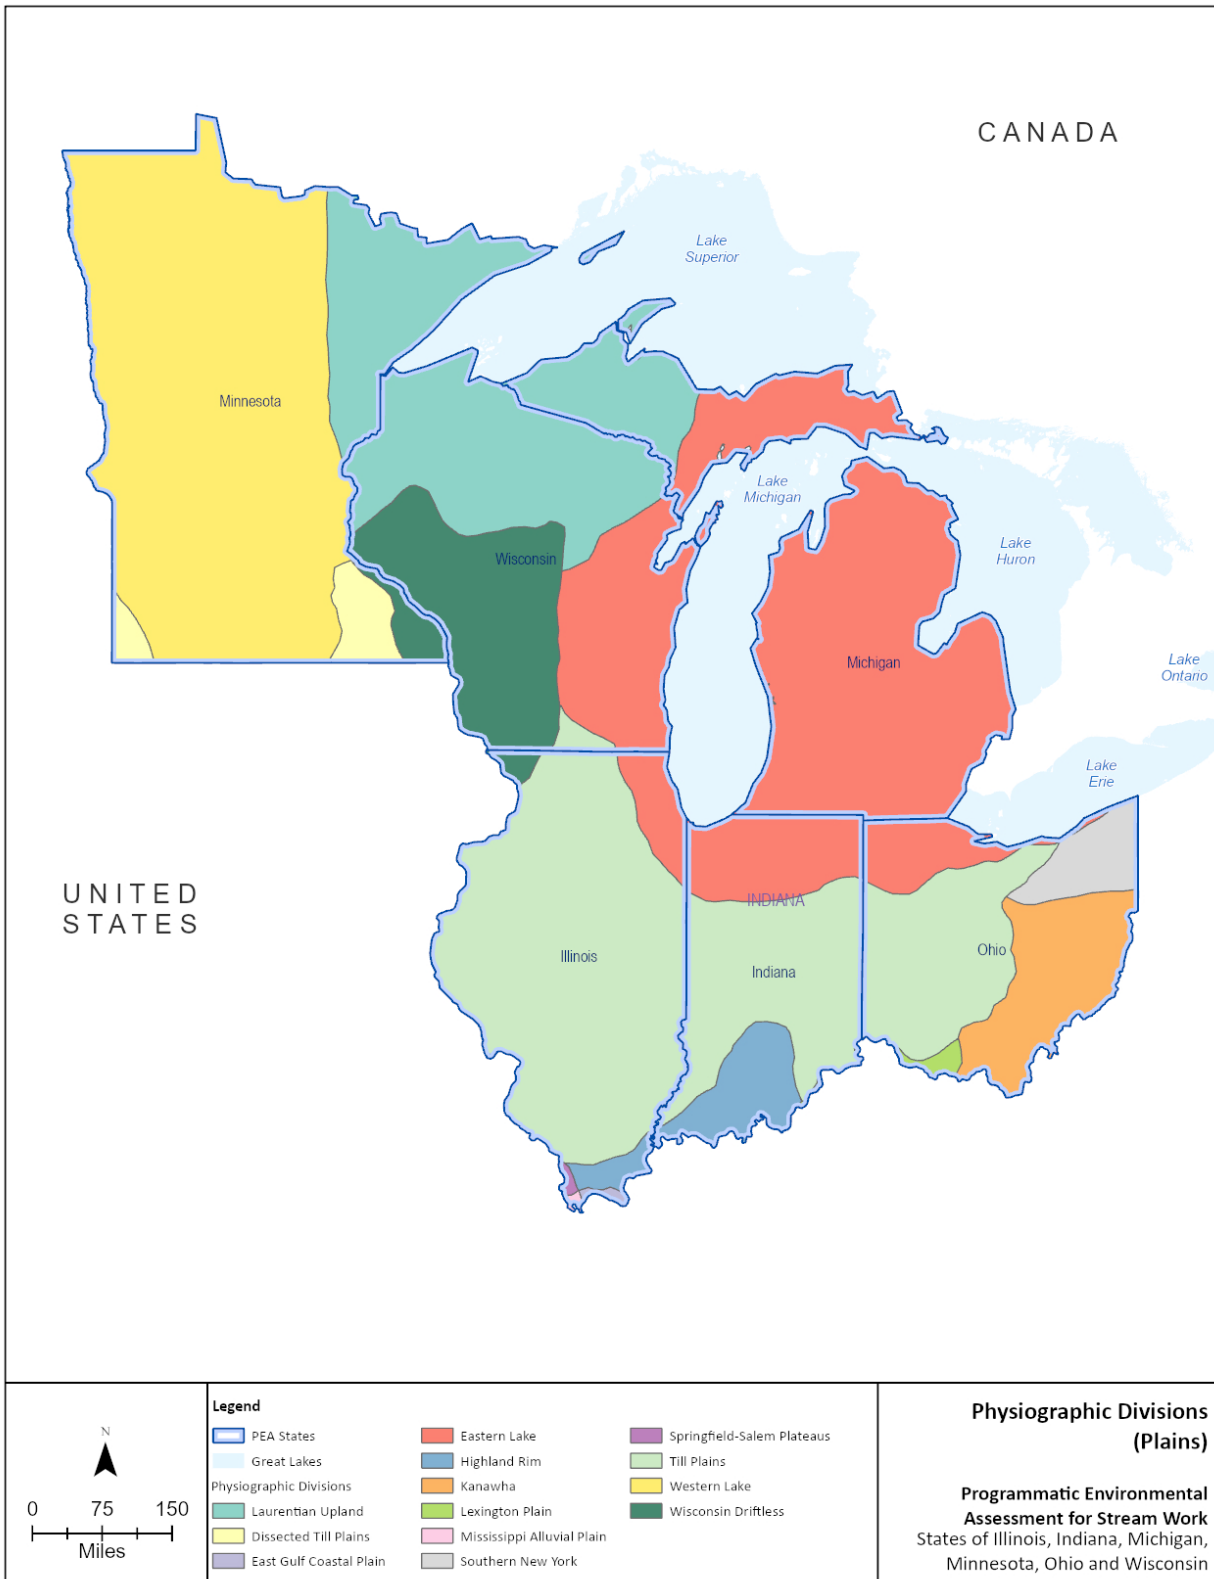 CANADA
Lake
Superior
Minnesota
Lake
Michigan
Lake
Huron
Wisconsin
Michigan
Lake
Ontario
Lake
Erie
UNITED
STATES
INDIANA
Illinois
Indiana
Ohio
N
0 75 150
Miles
Legend
PEA States
Great Lakes
Physiographic Divisions
Laurentian Upland
Dissected Till Plains
East Gulf Coastal Plain
Eastern Lake
Highland Rim
Kanawha
Lexington Plain
Mississippi Alluvial Plain
Southern New York
Springfield-Salem Plateaus
Till Plains
Western Lake
Wisconsin Driftless
Physiographic Divisions
(Plains)
Programmatic Environmental
Assessment for Stream Work
States of Illinois, Indiana, Michigan,
Minnesota, Ohio and Wisconsin